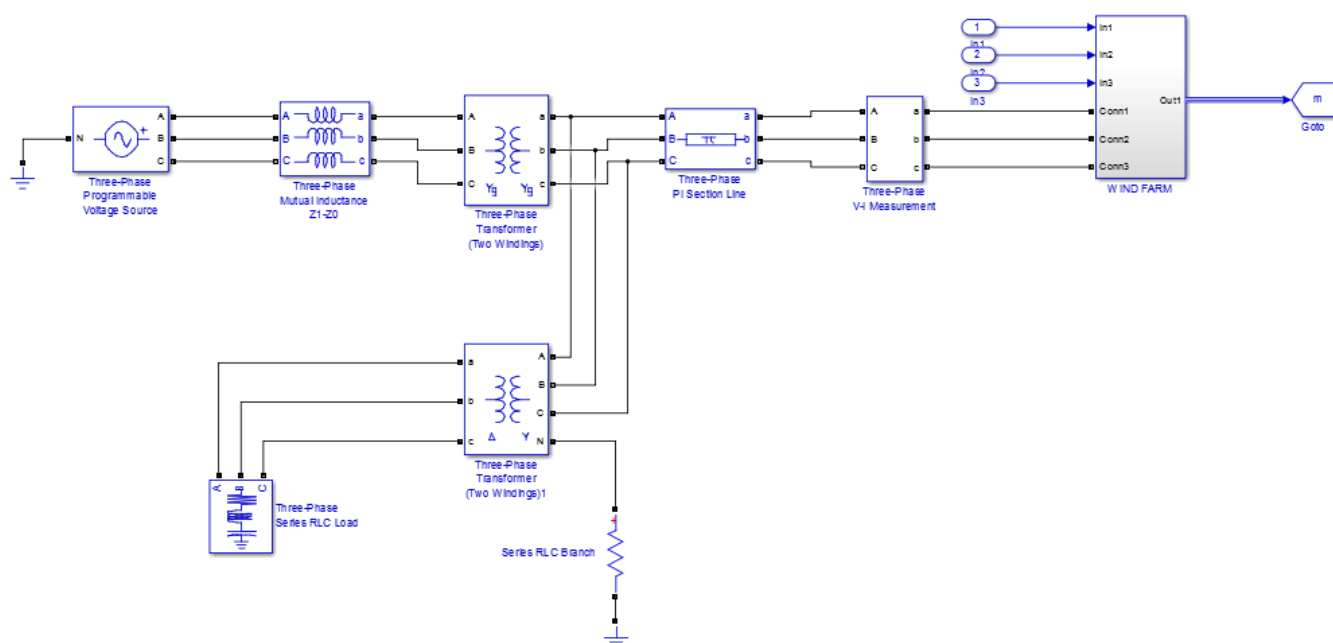 1
In1
2
In2
3
In3
In1
In2
In3
Conn1
Conn2
Conn3
Out1
WIND FARM
m
Goto
N
A
B
C
Three-Phase
Programmable
Voltage Source
A
B
C
a
b
c
Three-Phase
Mutual Inductance
Z1-Z0
A
B
C
a
b
c
Yg
Yg
Three-Phase
Transformer
(Two Windings)
A
B
C
a
b
c
Three-Phase
PI Section Line
A
B
C
a
b
c
Three-Phase
V-I Measurement
a
b
c
A
B
C
N
Δ
Y
Three-Phase
Transformer
(Two Windings)1
A
B
C
Three-Phase
Series RLC Load
Series RLC Branch